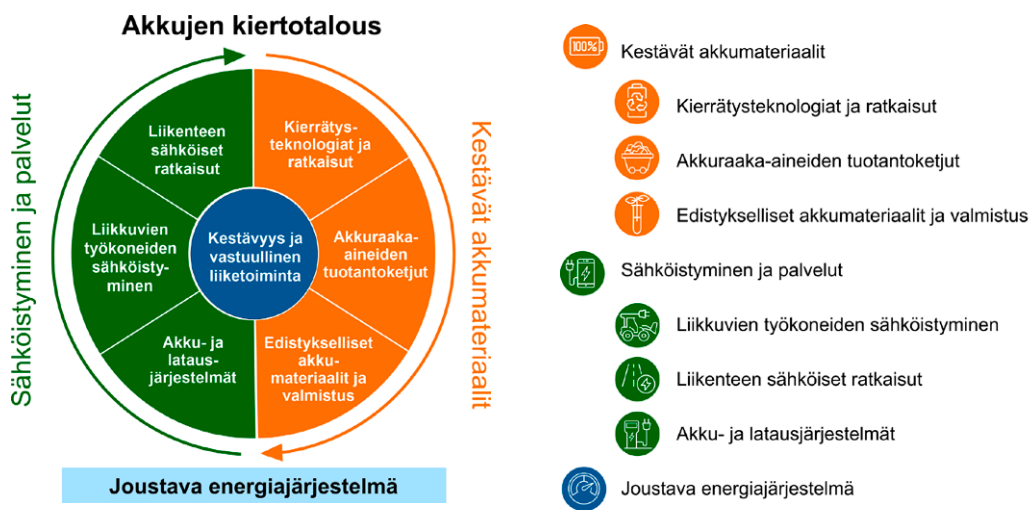 Akkujen kiertotalous
Sähköistyminen ja palvelut
Liikenteen
sähköiset
ratkaisut
Kierrätys-
teknologiat ja
ratkaisut
Liikkuvien
työkoneiden
sähköisty-
minen
Kestävyys ja
vastuullinen
liiketoiminta
Akkuraaka-
aineiden
tuotantoketjut
Akku- ja
lataus-
järjestelmät
Edistykselliset
akku-
materiaalit ja
valmistus
Kestävät akkumateriaalit
Joustava energiajärjestelmä
100%
Kestävät akkumateriaalit
Kierrätysteknologiat ja ratkaisut
Akkuraaka-aineiden tuotantoketjut
Edistykselliset akkumateriaalit ja valmistus
Sähköistyminen ja palvelut
Liikkuvien työkoneiden sähköistyminen
Liikenteen sähköiset ratkaisut
Akku- ja latausjärjestelmät
Joustava energiajärjestelmä